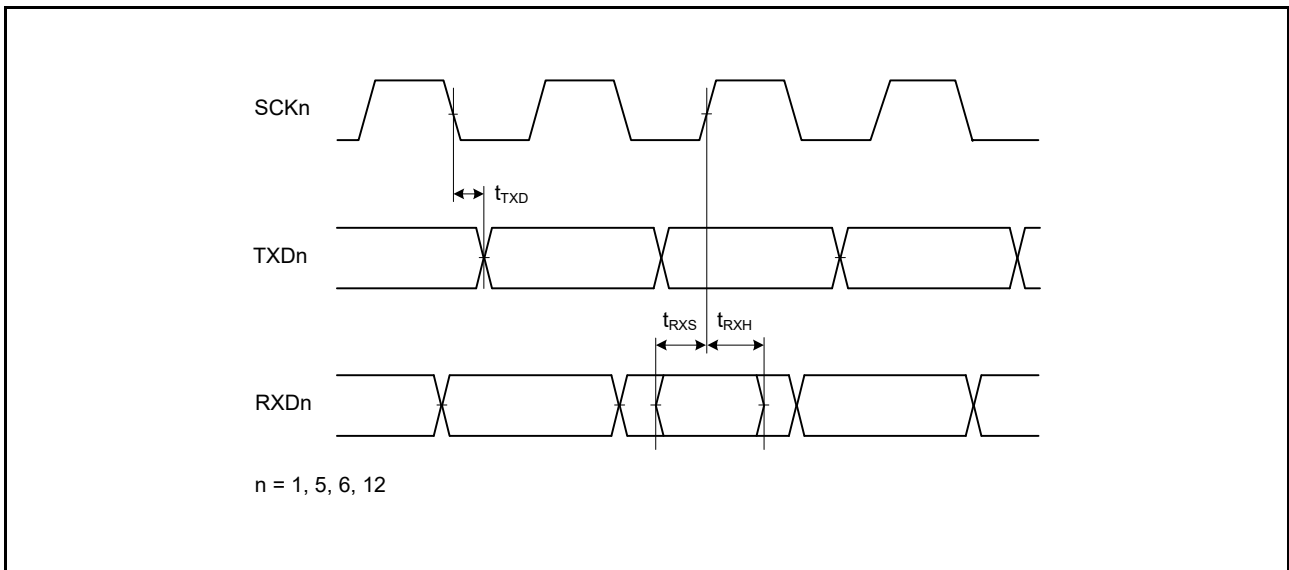 SCKn
tTXD
TXDn
tRXS tRXH
RXDn
n = 1, 5, 6, 12